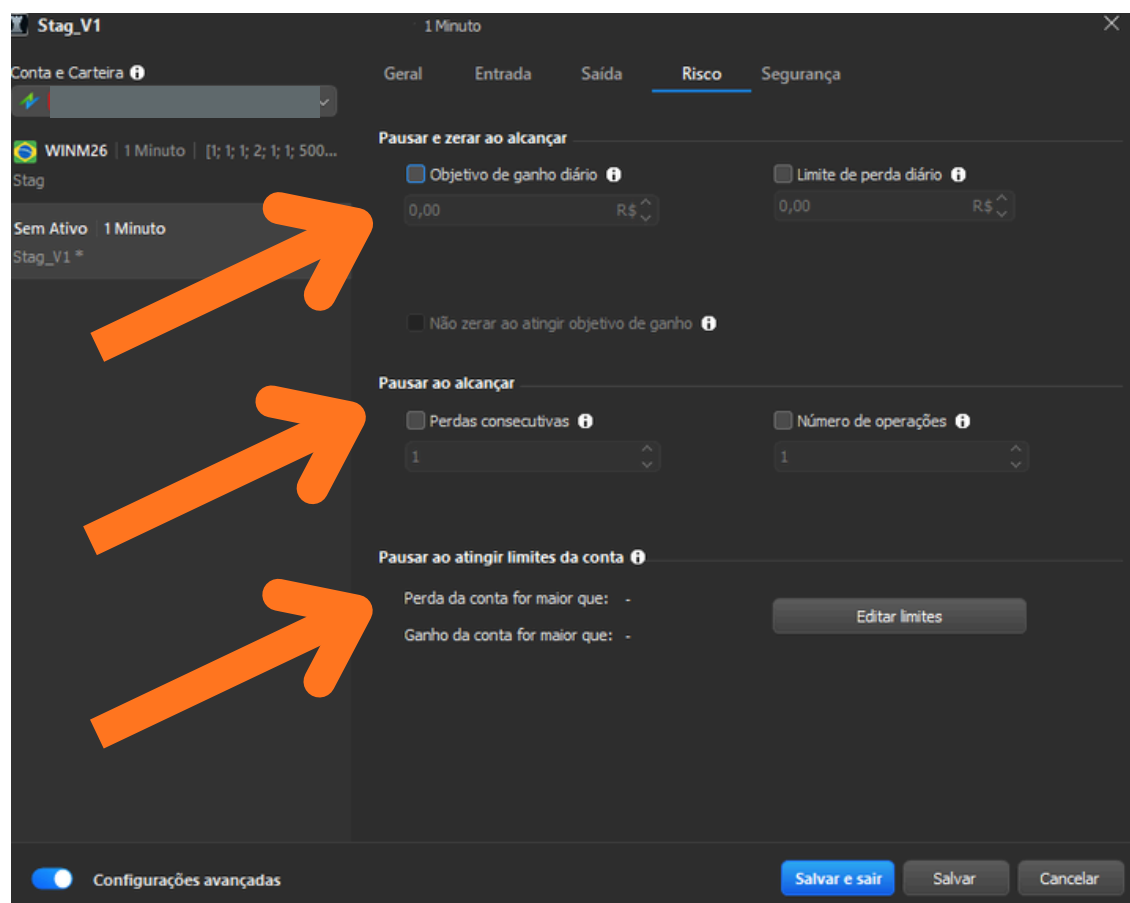 Stag_V1 1 Minuto
Conta e Carteira
Geral Entrada Saída Risco Segurança
WINM26 | 1 Minuto | [1; 1; 1; 2; 1; 1; 500...
Stag
Sem Ativo | 1 Minuto
Stag_V1 *
Pausar e zerar ao alcançar
Objetivo de ganho diário Limite de perda diário
0,00 R$ 0,00 R$
Não zerar ao atingir objetivo de ganho
Pausar ao alcançar
Perdas consecutivas Número de operações
1 1
Pausar ao atingir limites da conta
Perda da conta for maior que: -
Editar limites
Ganho da conta for maior que: -
Configurações avançadas
Salvar e sair Salvar Cancelar